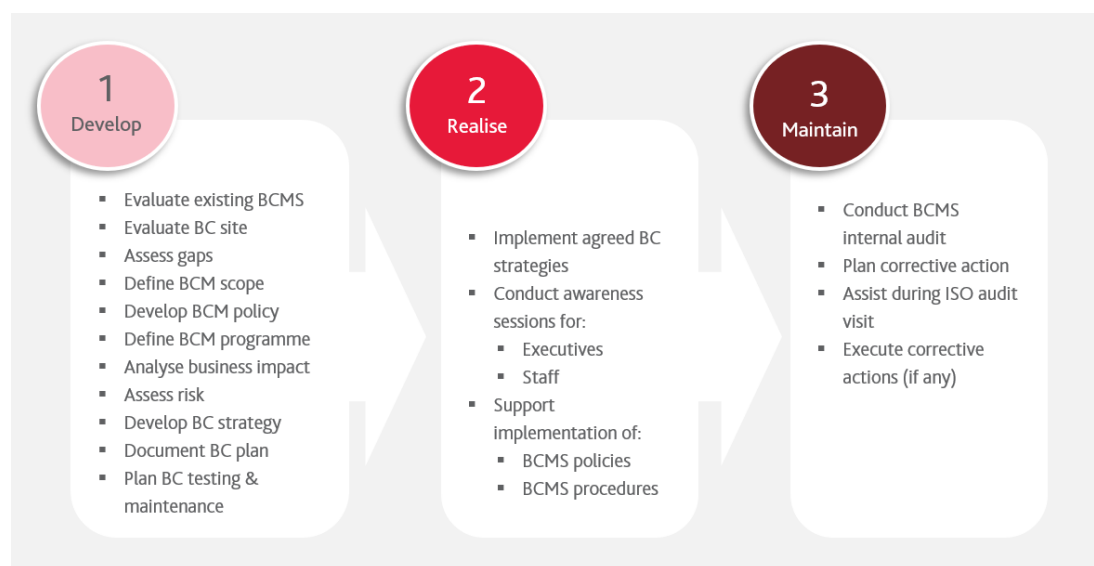 1
Develop
▪ Evaluate existing BCMS
▪ Evaluate BC site
▪ Assess gaps
▪ Define BCM scope
▪ Develop BCM policy
▪ Define BCM programme
▪ Analyse business impact
▪ Assess risk
▪ Develop BC strategy
▪ Document BC plan
▪ Plan BC testing &
maintenance
2
Realise
▪ Implement agreed BC
strategies
▪ Conduct awareness
sessions for:
▪ Executives
▪ Staff
▪ Support
implementation of:
▪ BCMS policies
▪ BCMS procedures
3
Maintain
▪ Conduct BCMS
internal audit
▪ Plan corrective action
▪ Assist during ISO audit
visit
▪ Execute corrective
actions (if any)